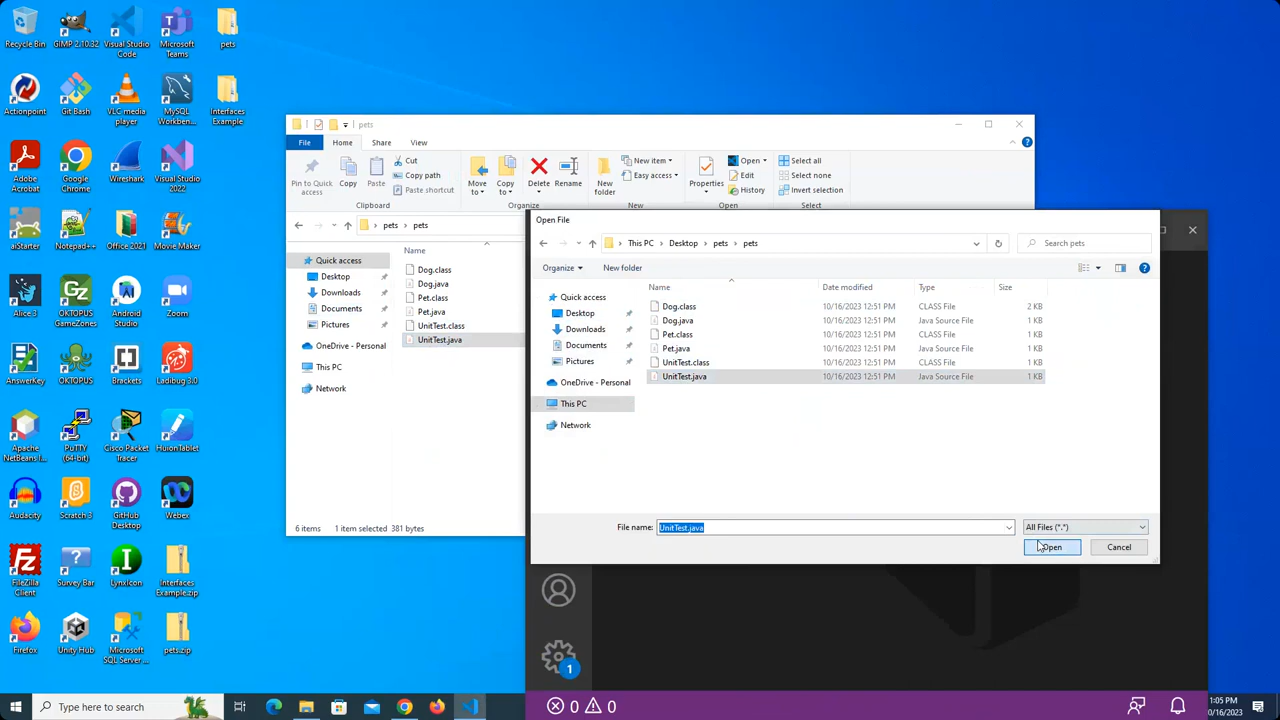 Recycle Bin
GIMP 2.10.32
Visual Studio
Code
Microsoft
Teams
pets
Actionpoint
Git Bash
VLC media
player
MySQL
Workben...
Interfaces
Example
Adobe
Acrobat
Google
Chrome
Wireshark
Visual Studio
2022
aiStarter
Notepad++
Office 2021
Movie Maker
Alice 3
OKTOPUS
GameZones
Android
Studio
Zoom
AnswerKey
OKTOPUS
Brackets
Ladibug 3.0
Apache
NetBeans I...
PuTTY
(64-bit)
Cisco Packet
Tracer
HuionTablet
Audacity
Scratch 3
GitHub
Desktop
Webex
FileZilla
Client
Survey Bar
LynxIcon
Interfaces
Example.zip
Firefox
Unity Hub
Microsoft
SQL Server ...
pets.zip
pets
File Home Share View
Pin to Quick
access
Copy
Paste
Cut
Copy path
Paste shortcut
Clipboard
Move
to
Copy
to
Delete
Rename
Organize
New
folder
New item
Easy access
New
Properties
Open
Edit
History
Open
Select all
Select none
Invert selection
Select
pets > pets
Quick access
Desktop
Downloads
Documents
Pictures
OneDrive - Personal
This PC
Network
Name
Dog.class
Dog.java
Pet.class
Pet.java
UnitTest.class
UnitTest.java
6 items 1 item selected 381 bytes
Open File
This PC > Desktop > pets > pets
Search pets
Organize New folder
Quick access
Desktop
Downloads
Documents
Pictures
OneDrive - Personal
This PC
Network
Name Date modified Type Size
Dog.class 10/16/2023 12:51 PM CLASS File 2 KB
Dog.java 10/16/2023 12:51 PM Java Source File 1 KB
Pet.class 10/16/2023 12:51 PM CLASS File 1 KB
Pet.java 10/16/2023 12:51 PM Java Source File 1 KB
UnitTest.class 10/16/2023 12:51 PM CLASS File 1 KB
UnitTest.java 10/16/2023 12:51 PM Java Source File 1 KB
File name: UnitTest.java All Files (*.*)
Open Cancel
1
0 0
Type here to search
1:05 PM
0/16/2023